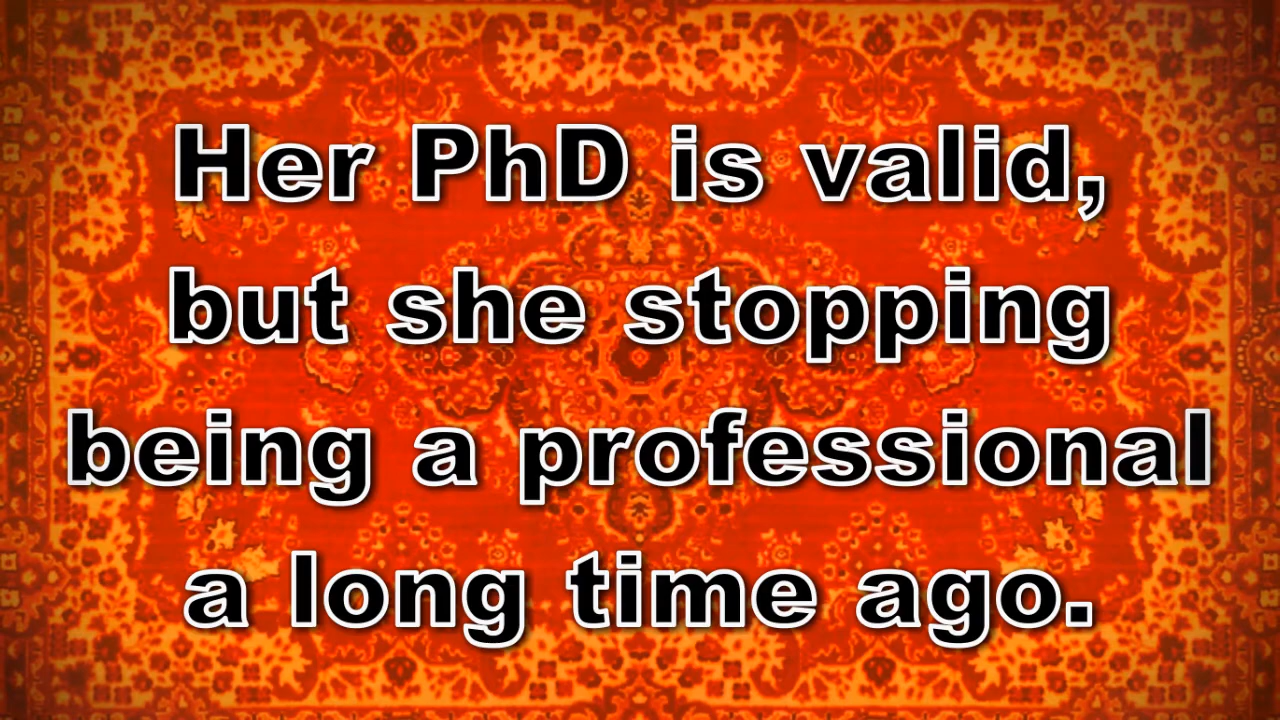 Her PhD is valid,
but she stopping
being a professional
a long time ago.